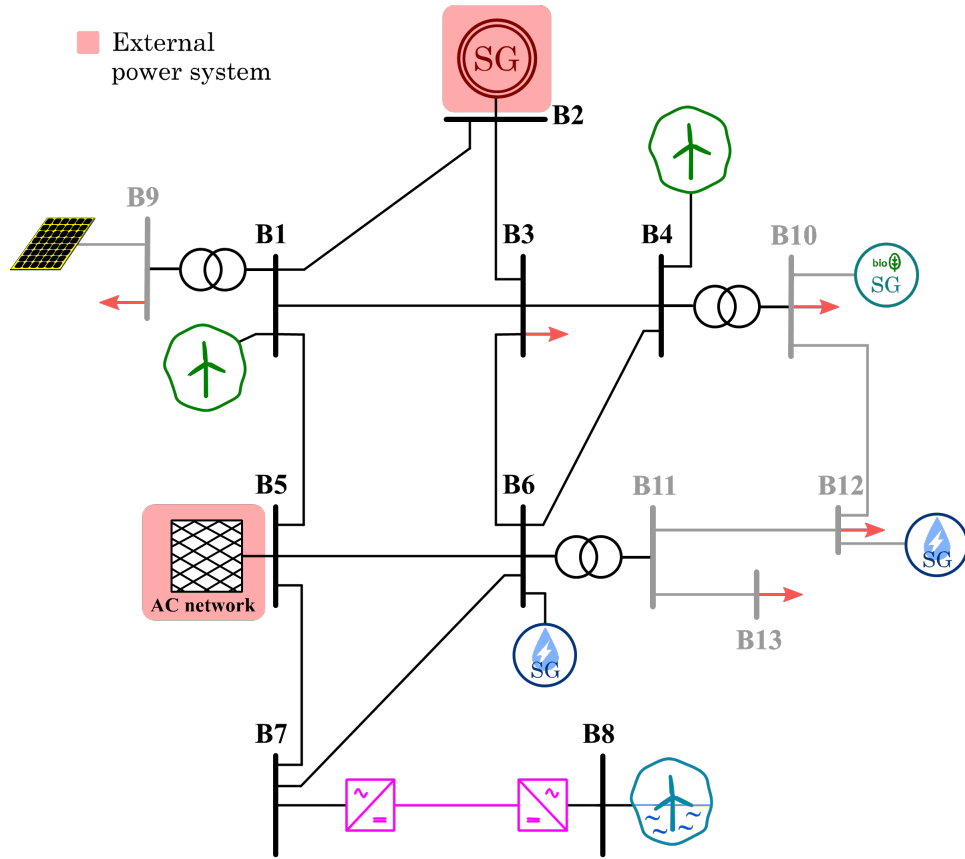 External
power system
SG
B2
B9
B1
B3
B4
B10
bio
SG
B5
B6
B11
B12
AC network
SG
SG
B13
B7
B8